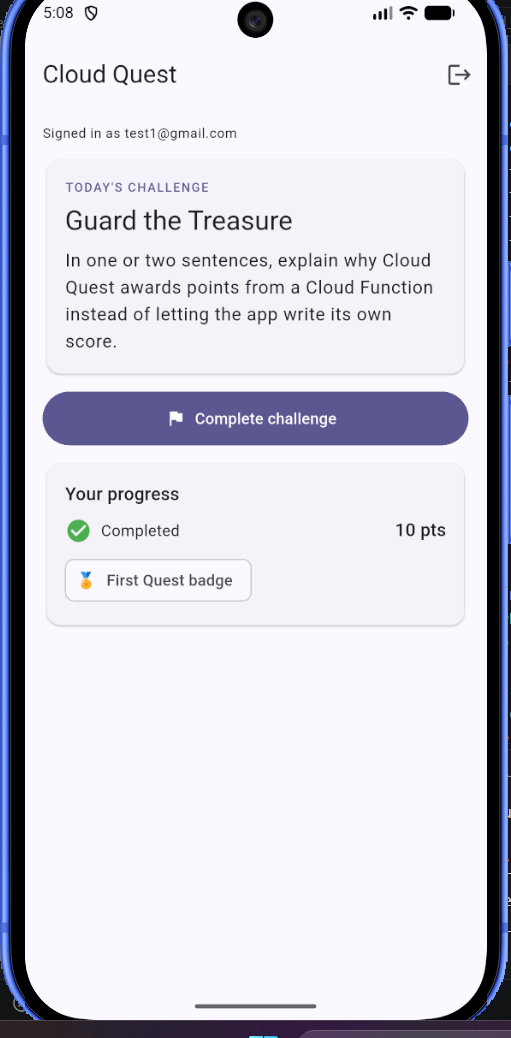 5:08
Cloud Quest
Signed in as test1@gmail.com
TODAY'S CHALLENGE
Guard the Treasure
In one or two sentences, explain why Cloud
Quest awards points from a Cloud Function
instead of letting the app write its own
score.
Complete challenge
Your progress
Completed
10 pts
First Quest badge